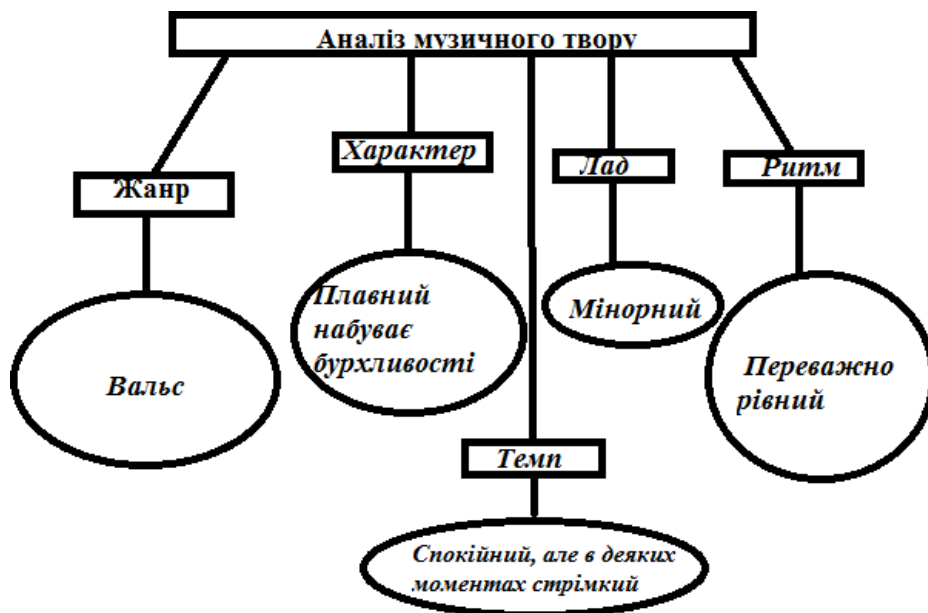 Аналіз музичного твору
Жанр
Характер
Лад
Ритм
Вальс
Плавний
набуває
бурхливості
Мінорний
Переважно
рівний
Темп
Спокійний, але в деяких
моментах стрімкий